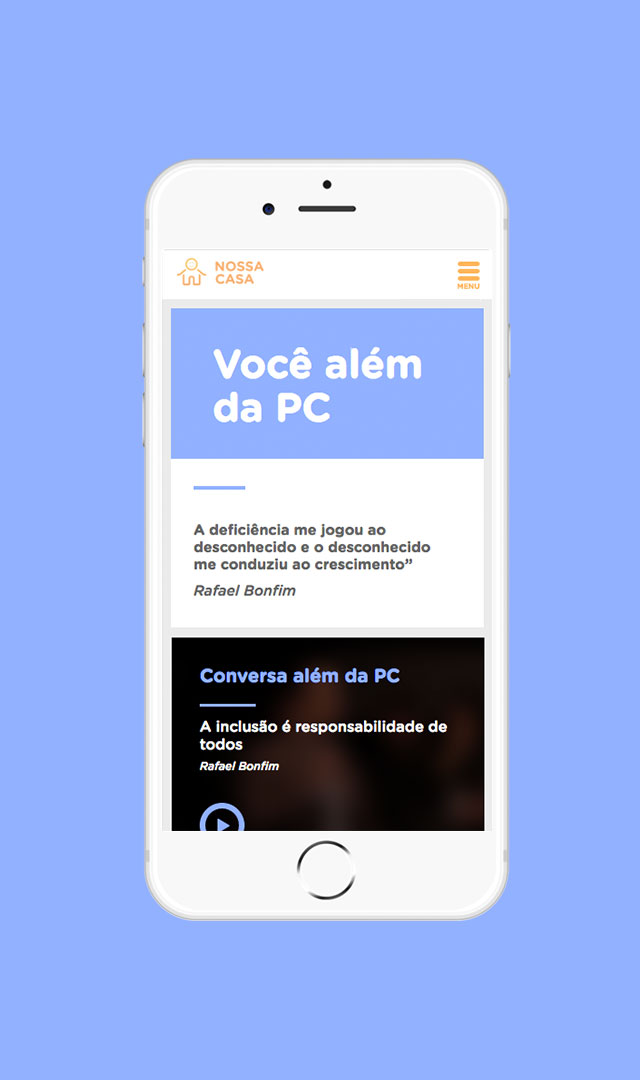 NOSSA
CASA
MENU
Você além
da PC
A deficiência me jogou ao
desconhecido e o desconhecido
me conduziu ao crescimento”
Rafael Bonfim
Conversa além da PC
A inclusão é responsabilidade de
todos
Rafael Bonfim